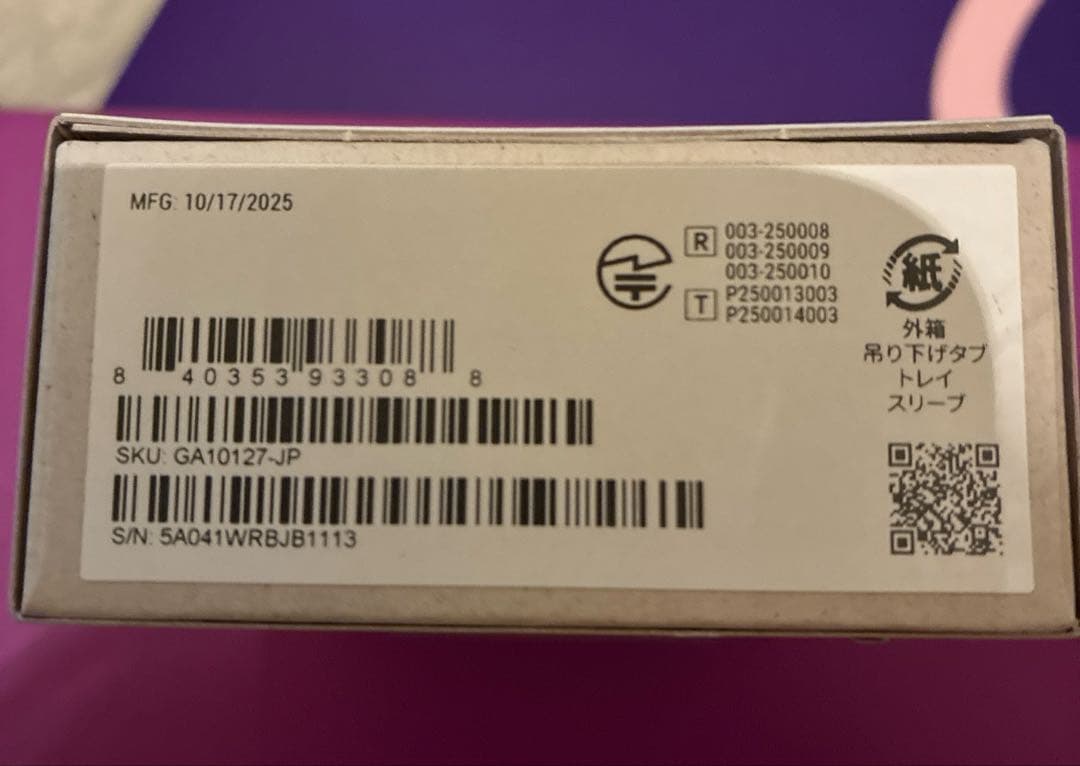 MFG: 10/17/2025
R 003-250008
003-250009
003-250010
T P250013003
P250014003
紙
外箱
吊り下げタブ
トレイ
スリーブ
8 40353 93308 8
SKU: GA10127-JP
S/N: 5A041WRBJB1113